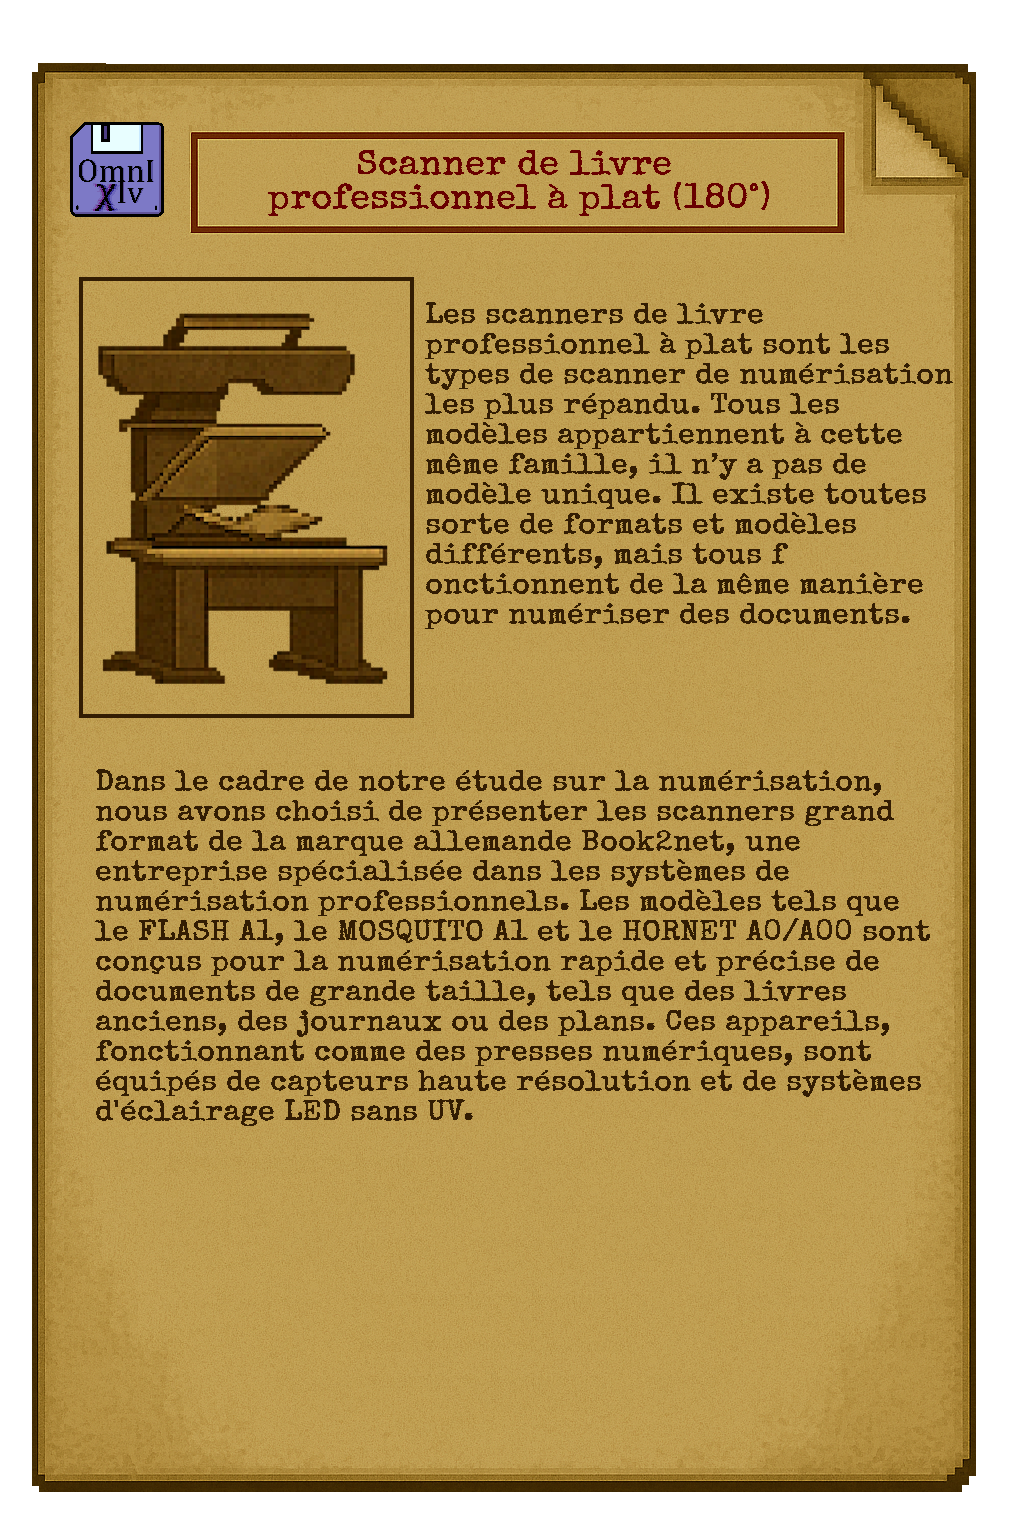 OmnI
χIv
Scanner de livre
professionnel à plat (180°)
Les scanners de livre
professionnel à plat sont les
types de scanner de numérisation
les plus répandu. Tous les
modèles appartiennent à cette
même famille, il n’y a pas de
modèle unique. Il existe toutes
sorte de formats et modèles
différents, mais tous f
onctionnent de la même manière
pour numériser des documents.
Dans le cadre de notre étude sur la numérisation,
nous avons choisi de présenter les scanners grand
format de la marque allemande Book2net, une
entreprise spécialisée dans les systèmes de
numérisation professionnels. Les modèles tels que
le FLASH A1, le MOSQUITO A1 et le HORNET A0/A00 sont
conçus pour la numérisation rapide et précise de
documents de grande taille, tels que des livres
anciens, des journaux ou des plans. Ces appareils,
fonctionnant comme des presses numériques, sont
équipés de capteurs haute résolution et de systèmes
d'éclairage LED sans UV.